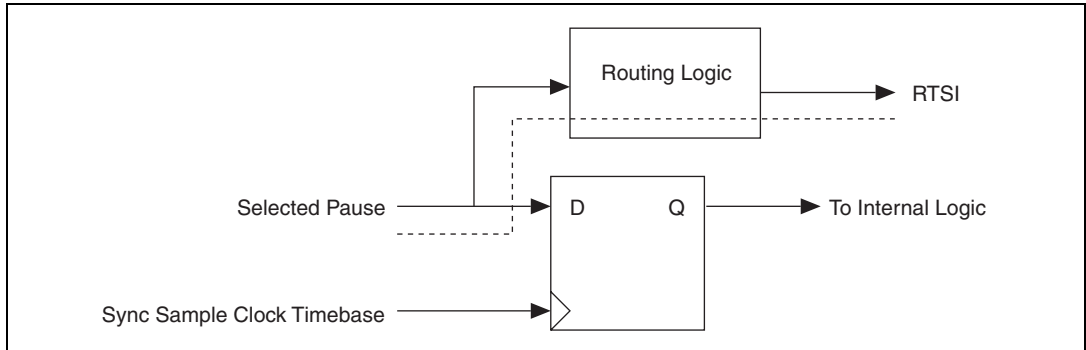 Routing Logic
RTSI
Selected Pause
D
Q
To Internal Logic
Sync Sample Clock Timebase